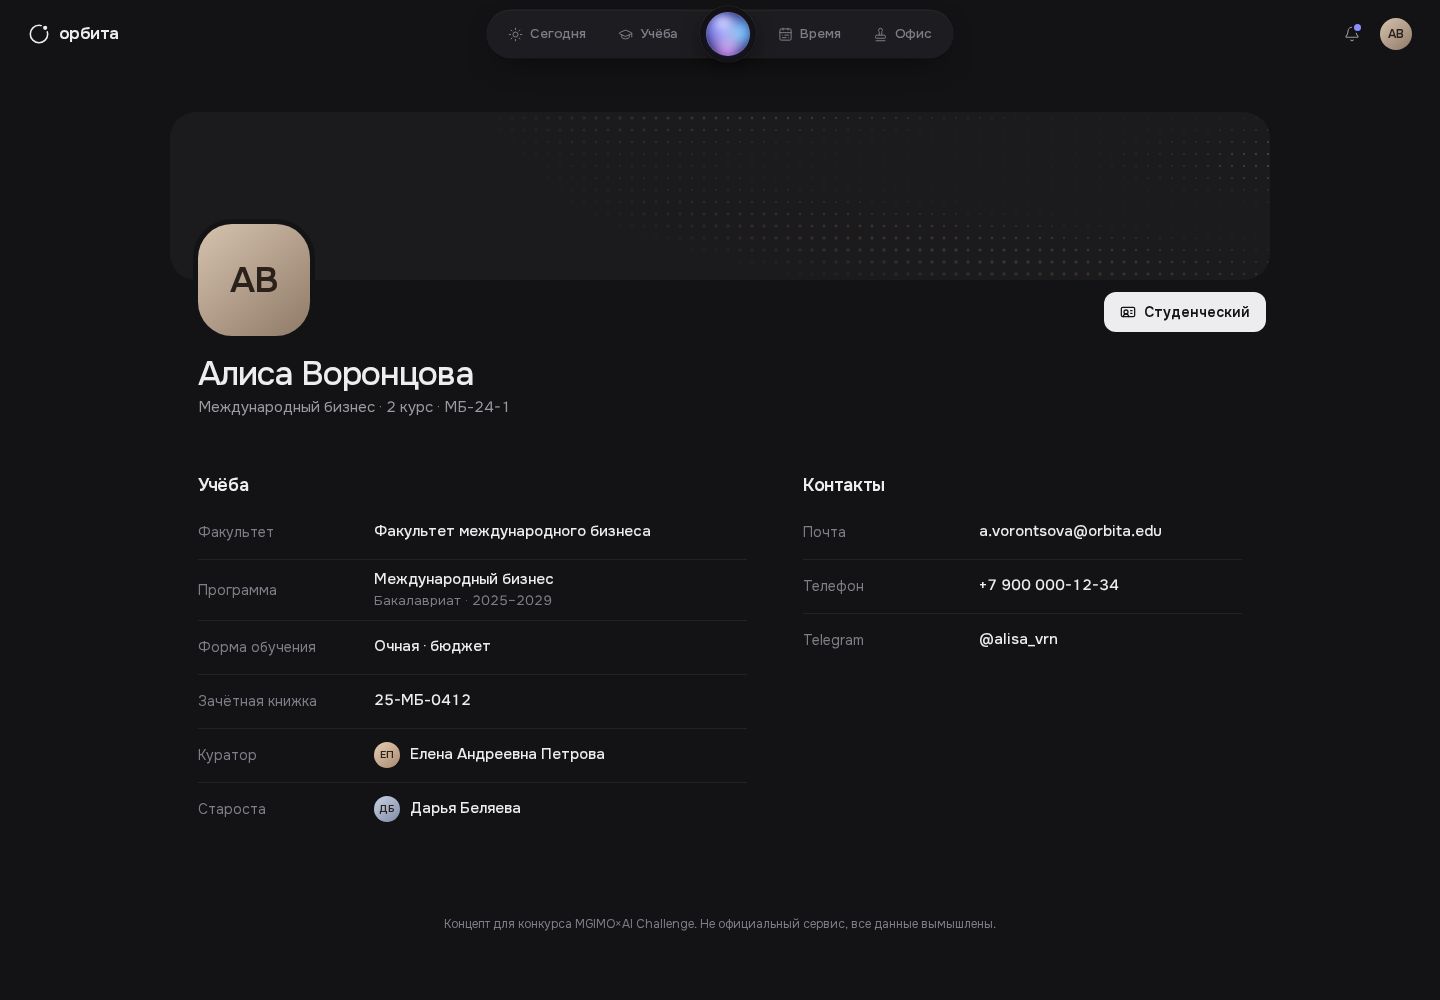 орбита
Сегодня
Учёба
Время
Офис
АВ
АВ
Студенческий
Алиса Воронцова
Международный бизнес · 2 курс · МБ-24-1
Учёба
Факультет
Факультет международного бизнеса
Программа
Международный бизнес
Бакалавриат · 2025–2029
Форма обучения
Очная · бюджет
Зачётная книжка
25-МБ-0412
Куратор
ЕП
Елена Андреевна Петрова
Староста
ДБ
Дарья Беляева
Контакты
Почта
a.vorontsova@orbita.edu
Телефон
+7 900 000-12-34
Telegram
@alisa_vrn
Концепт для конкурса MGIMO×AI Challenge. Не официальный сервис, все данные вымышлены.